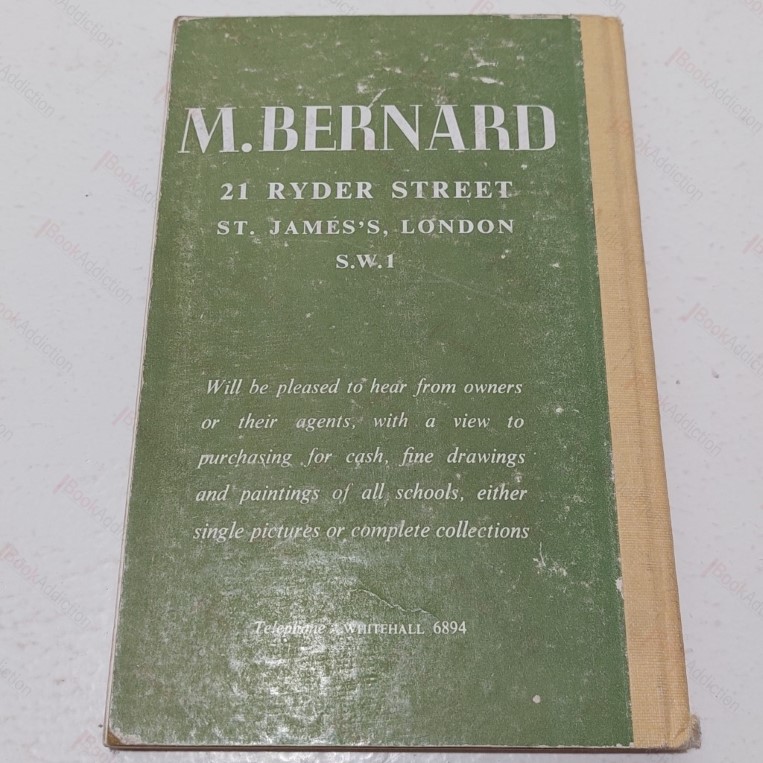 M. BERNARD
21 RYDER STREET
ST. JAMES'S, LONDON
S.W.1
Will be pleased to hear from owners
or their agents, with a view to
purchasing for cash, fine drawings
and paintings of all schools, either
single pictures or complete collections
Telephone : WHITEHALL 6894
BookAddiction